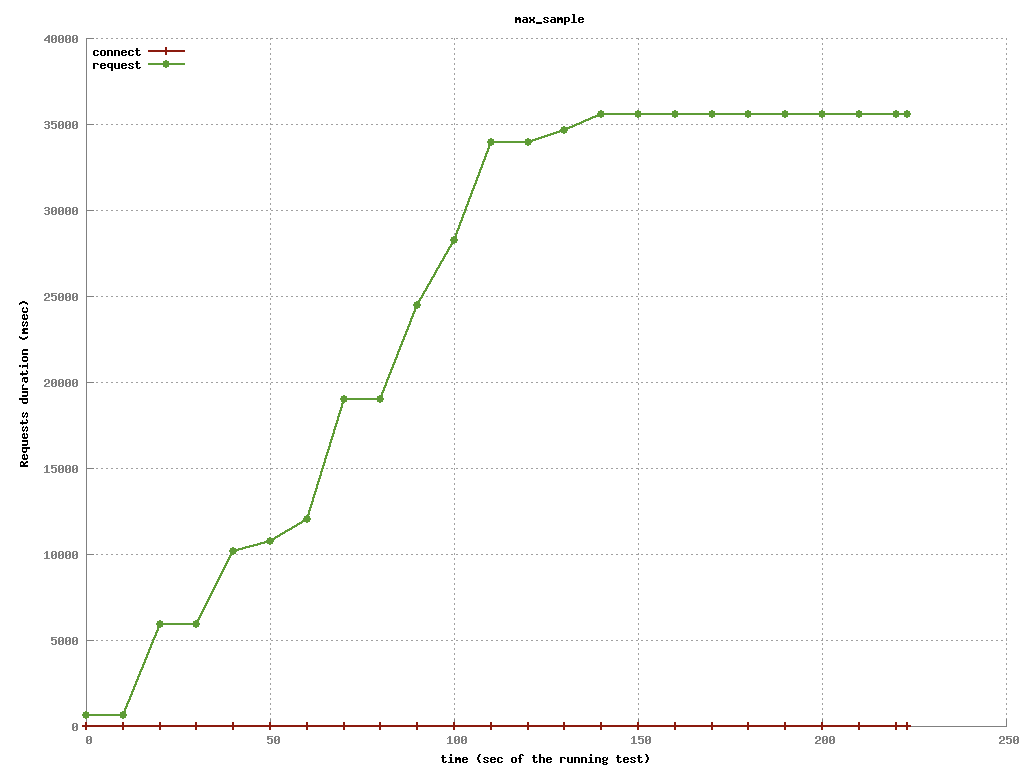 max_sample
40000
connect
request
35000
30000
25000
20000
15000
10000
5000
0
Requests duration (msec)
0 50 100 150 200 250
time (sec of the running test)